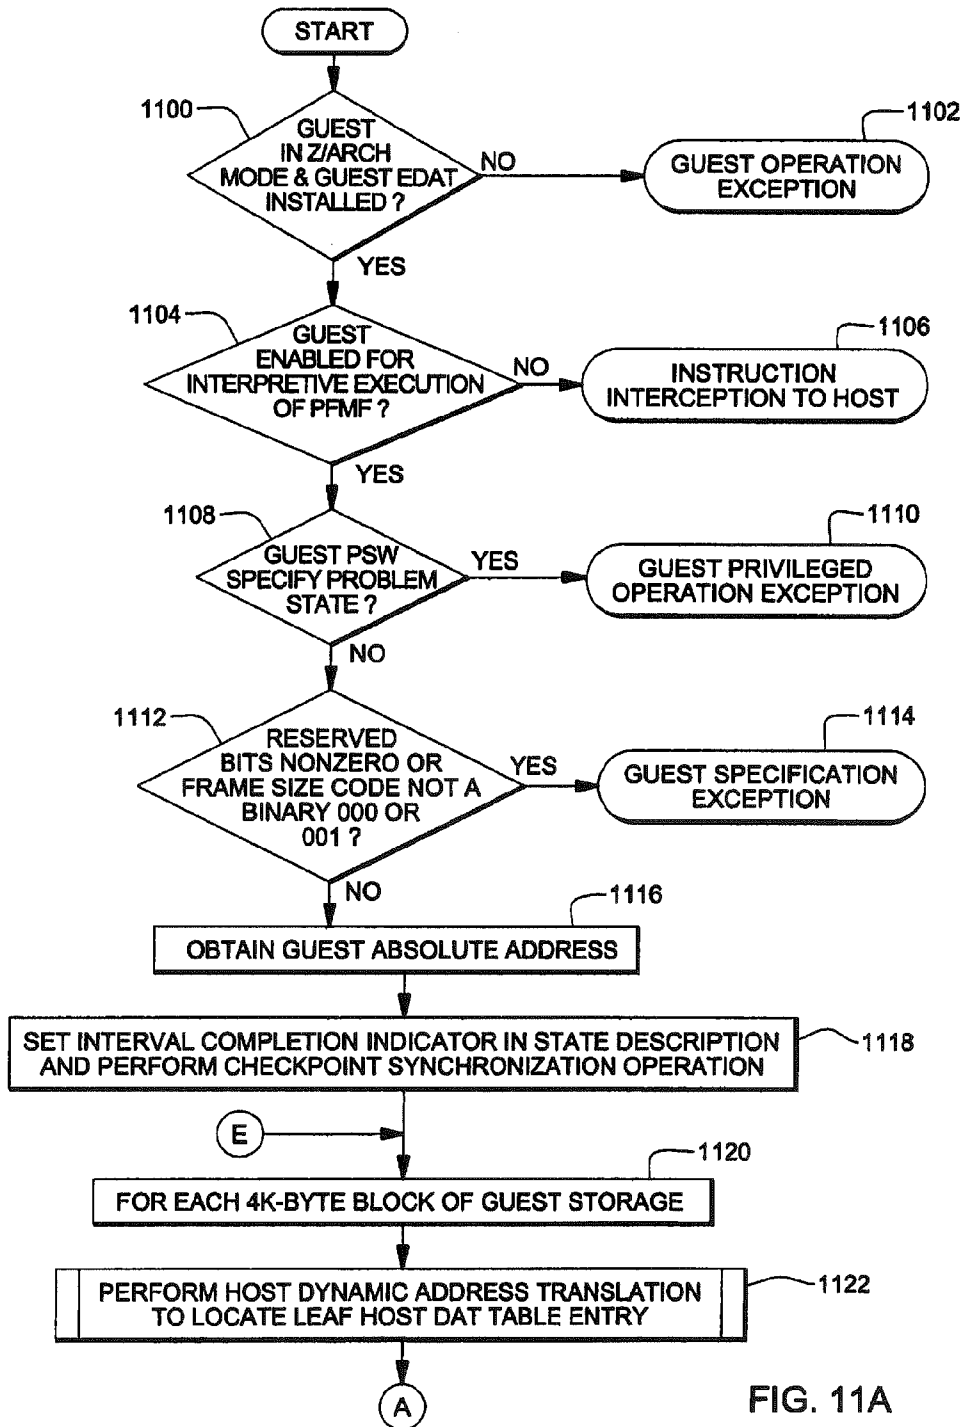 START
1100
GUEST
IN Z/ARCH
MODE & GUEST EDAT
INSTALLED ?
NO
1102
GUEST OPERATION
EXCEPTION
YES
1104
GUEST
ENABLED FOR
INTERPRETIVE EXECUTION
OF PFMF ?
NO
1106
INSTRUCTION
INTERCEPTION TO HOST
YES
1108
GUEST PSW
SPECIFY PROBLEM
STATE ?
YES
1110
GUEST PRIVILEGED
OPERATION EXCEPTION
NO
1112
RESERVED
BITS NONZERO OR
FRAME SIZE CODE NOT A
BINARY 000 OR
001 ?
YES
1114
GUEST SPECIFICATION
EXCEPTION
NO
1116
OBTAIN GUEST ABSOLUTE ADDRESS
SET INTERVAL COMPLETION INDICATOR IN STATE DESCRIPTION
AND PERFORM CHECKPOINT SYNCHRONIZATION OPERATION
1118
E
1120
FOR EACH 4K-BYTE BLOCK OF GUEST STORAGE
PERFORM HOST DYNAMIC ADDRESS TRANSLATION
TO LOCATE LEAF HOST DAT TABLE ENTRY
1122
A
FIG. 11A